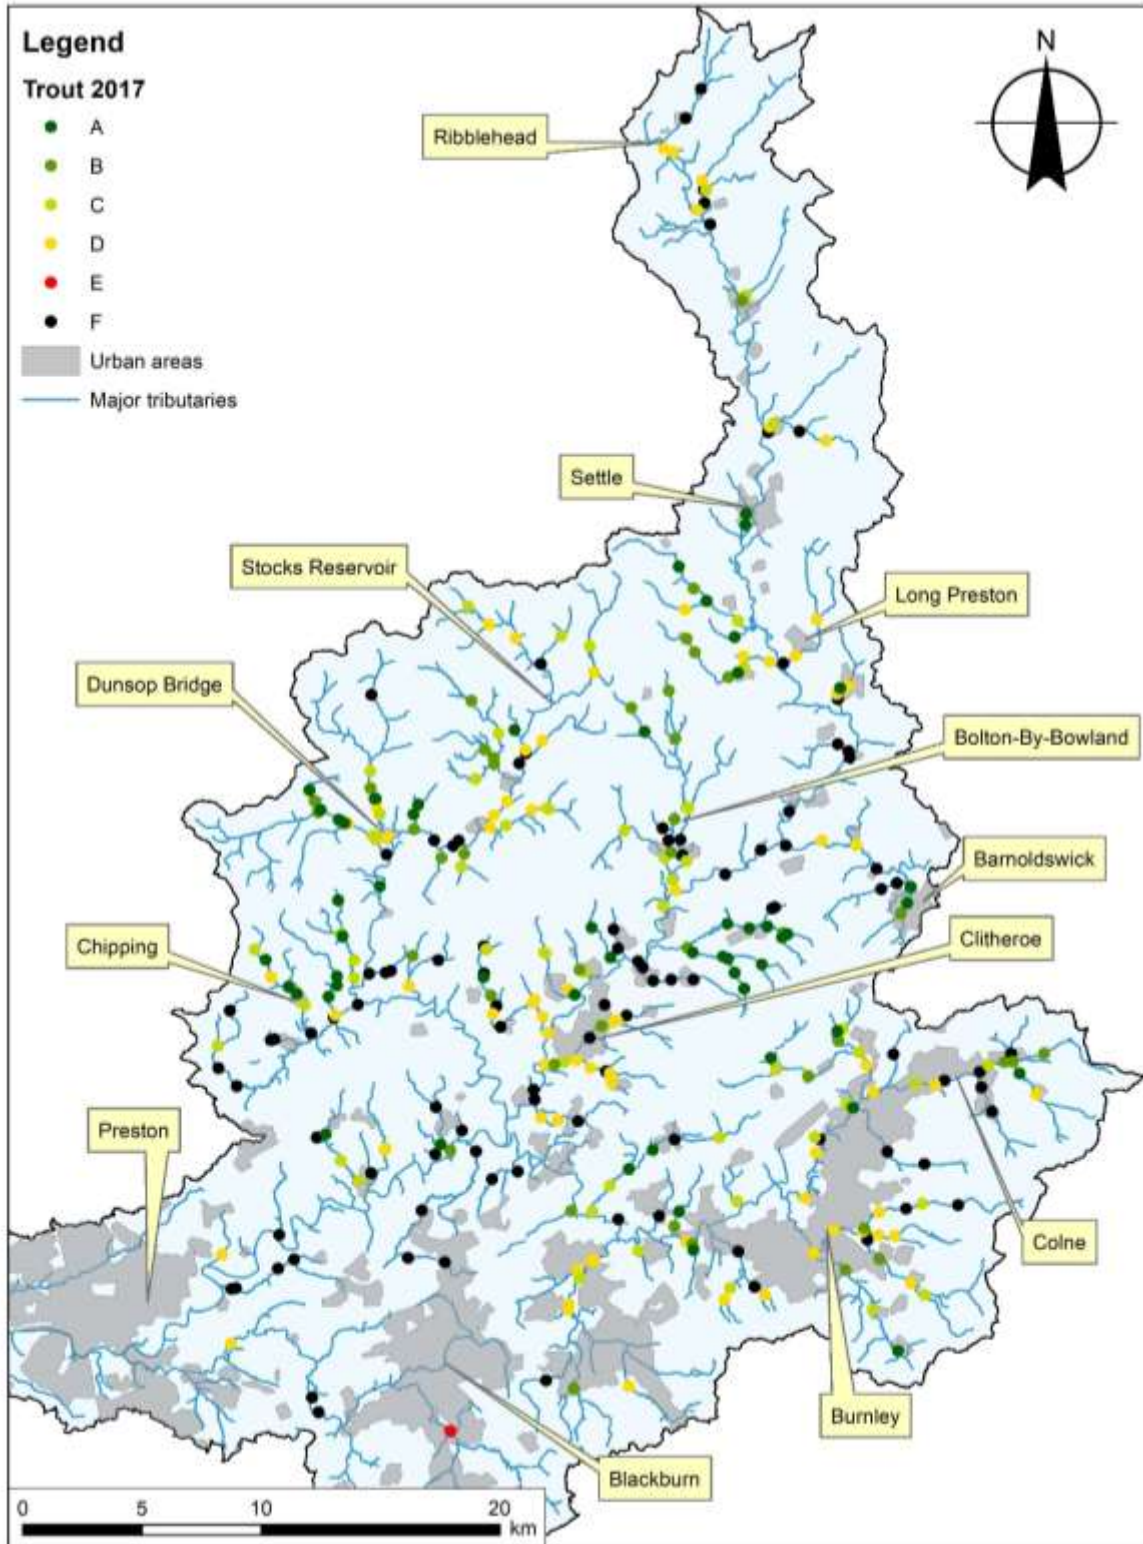 Legend
Trout 2017
A
B
C
D
E
F
Urban areas
Major tributaries
N
Ribblehead
Settle
Stocks Reservoir
Long Preston
Dunsop Bridge
Bolton-By-Bowland
Barnoldswick
Chipping
Clitheroe
Preston
Colne
Burnley
Blackburn
0 5 10 20
km